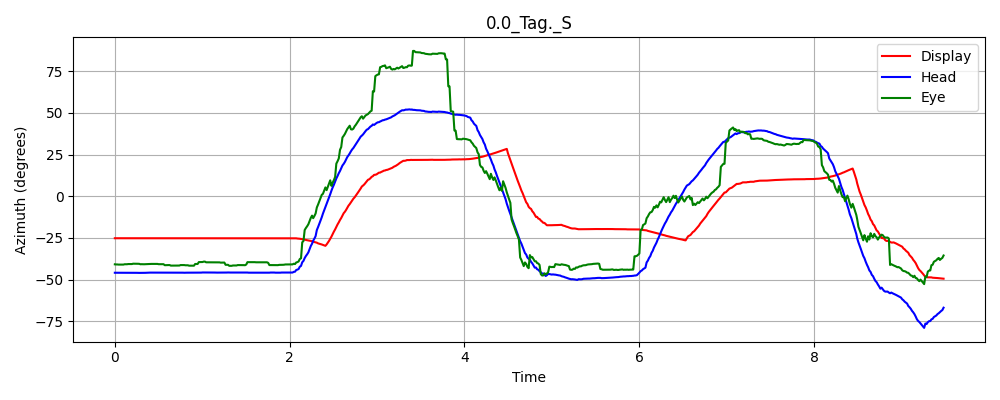 0.0_Tag._S
Display
Head
Eye
Azimuth (degrees)
75
50
25
0
−25
−50
−75
0 2 4 6 8
Time